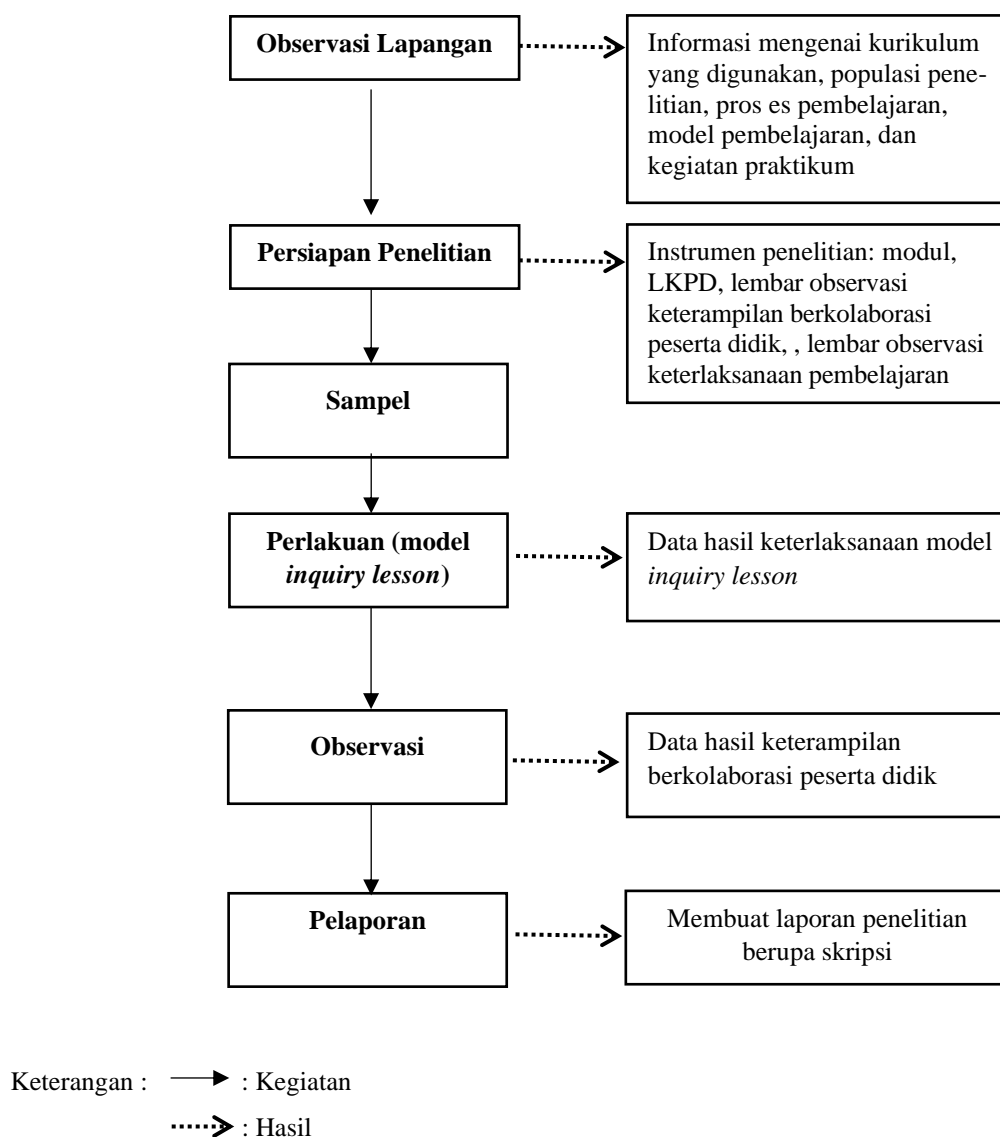 Observasi Lapangan
Informasi mengenai kurikulum
yang digunakan, populasi pene-
litian, pros es pembelajaran,
model pembelajaran, dan
kegiatan praktikum
Persiapan Penelitian
Instrumen penelitian: modul,
LKPD, lembar observasi
keterampilan berkolaborasi
peserta didik, , lembar observasi
keterlaksanaan pembelajaran
Sampel
Perlakuan (model
inquiry lesson)
Data hasil keterlaksanaan model
inquiry lesson
Observasi
Data hasil keterampilan
berkolaborasi peserta didik
Pelaporan
Membuat laporan penelitian
berupa skripsi
Keterangan : : Kegiatan
: Hasil